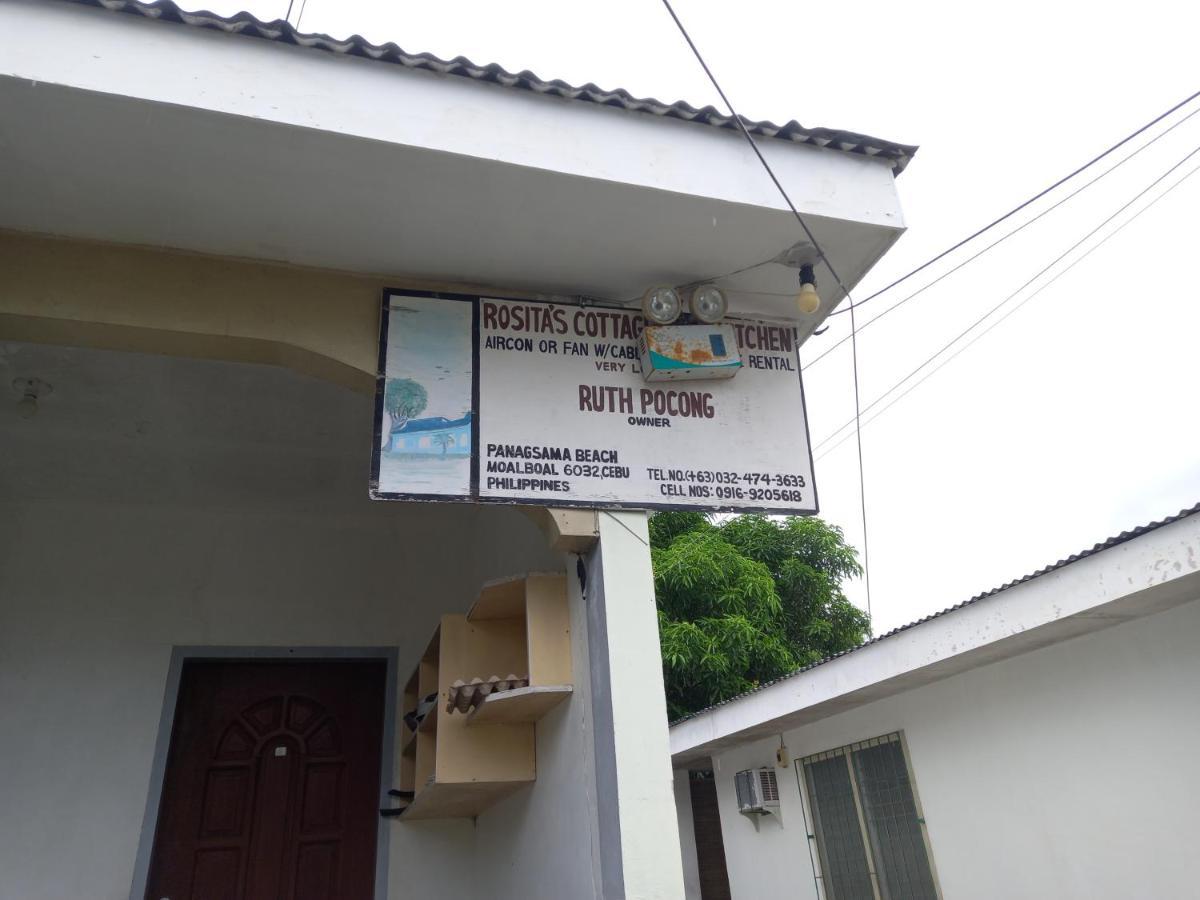 ROSITA'S COTTAG TCHEN
AIRCON OR FAN W/CABL RENTAL
VERY L
RUTH POCONG
OWNER
PANAGSAMA BEACH
MOALBOAL 6032,CEBU
PHILIPPINES
TEL.NO.(+63)032-474-3633
CELL NOS: 0916-9205618